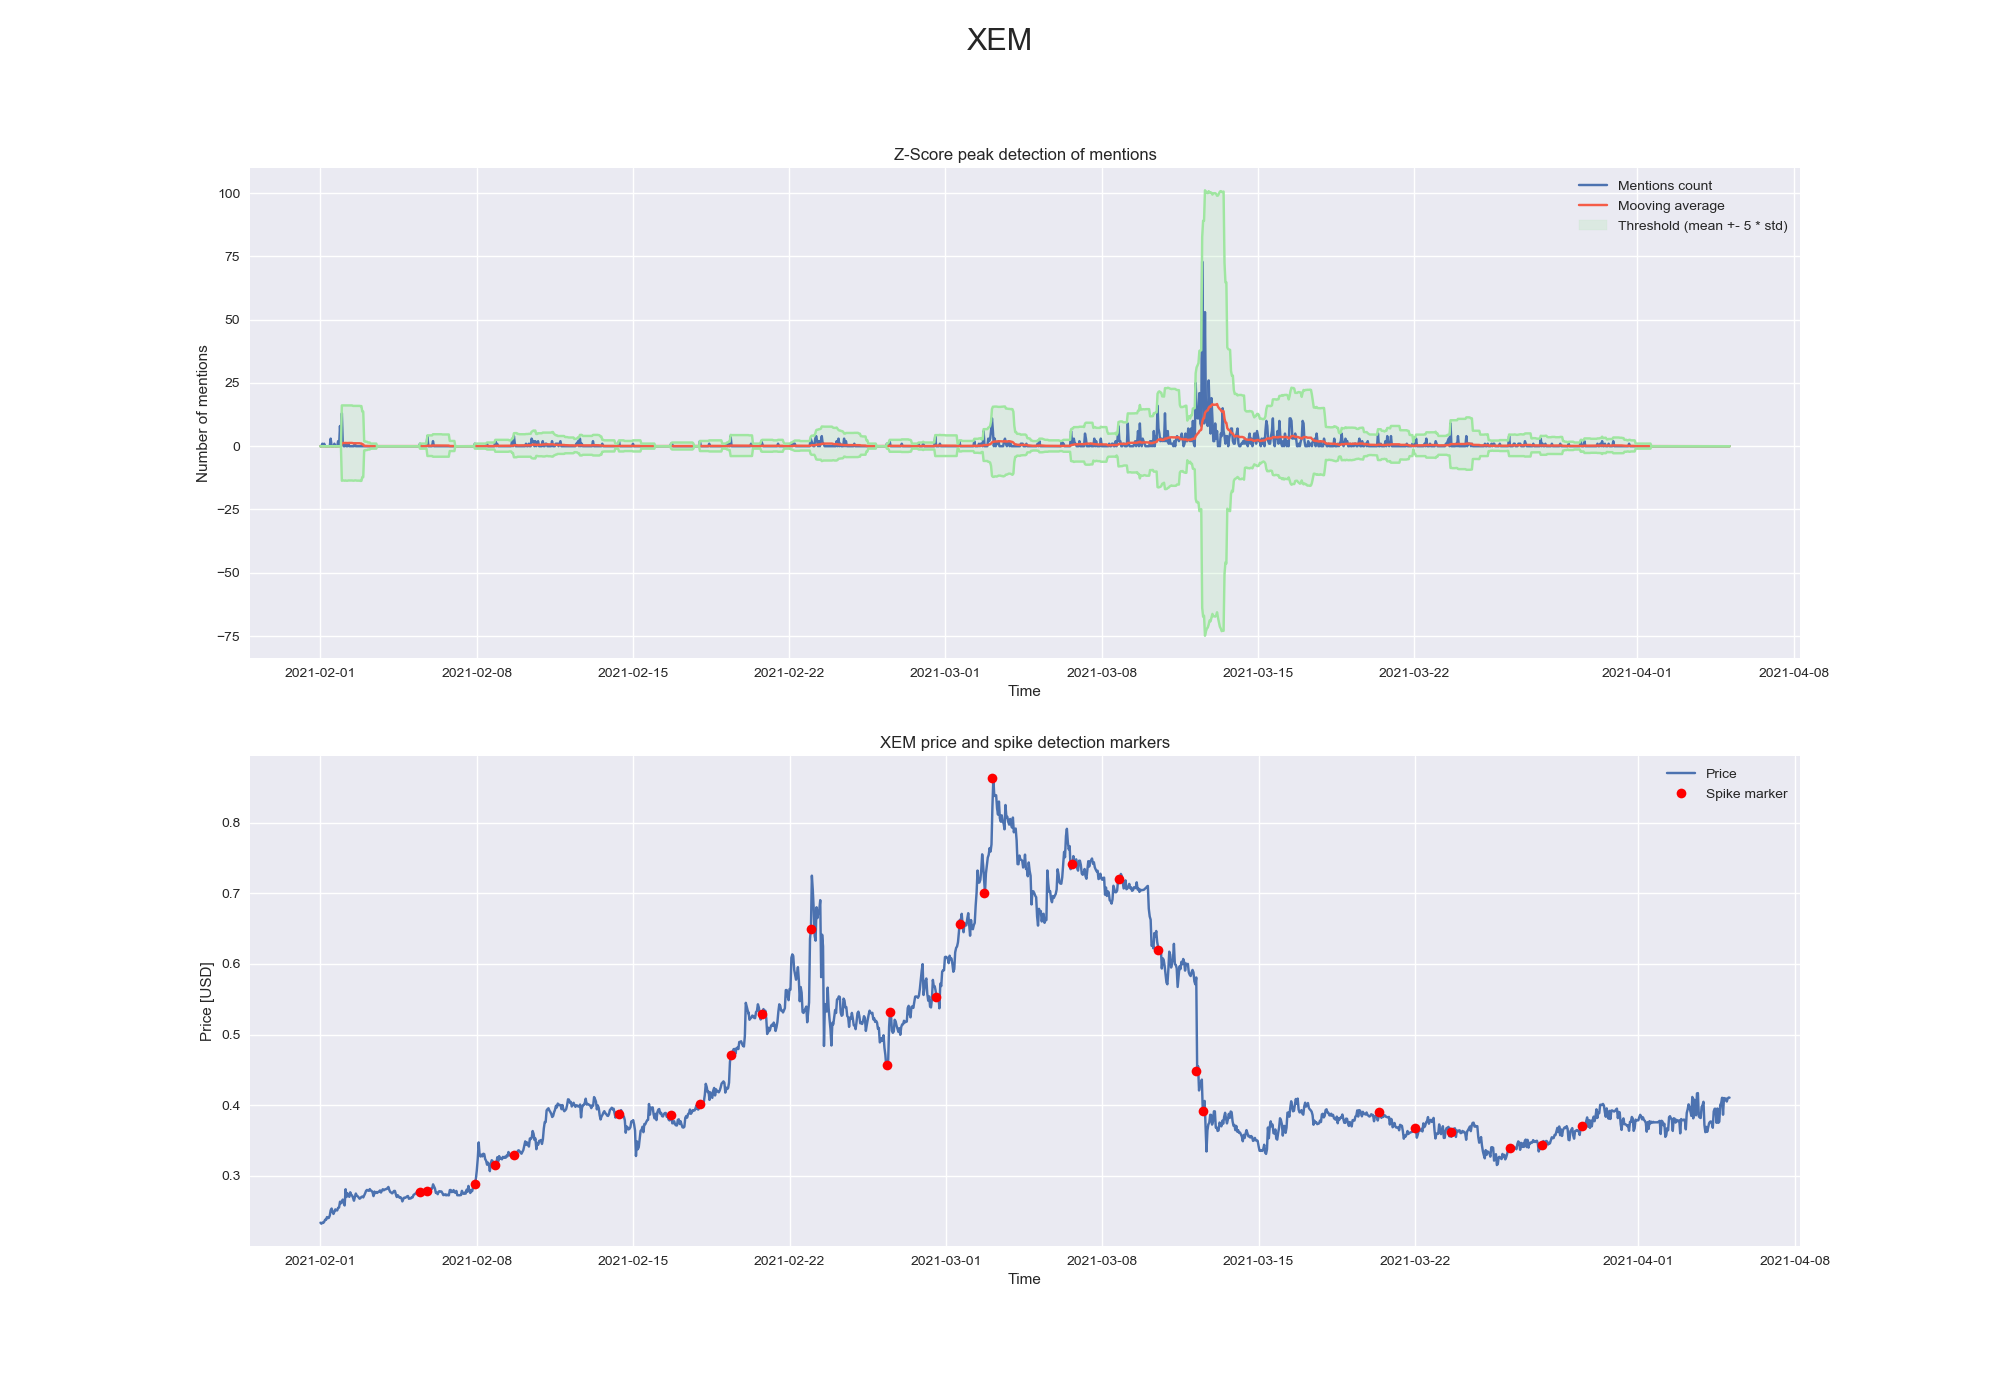 XEM
Z-Score peak detection of mentions
Number of mentions
100
75
50
25
0
−25
−50
−75
Mentions count
Mooving average
Threshold (mean +- 5 * std)
2021-02-01 2021-02-08 2021-02-15 2021-02-22 2021-03-01 2021-03-08 2021-03-15 2021-03-22 2021-04-01 2021-04-08
Time
XEM price and spike detection markers
Price [USD]
0.8
0.7
0.6
0.5
0.4
0.3
Price
Spike marker
2021-02-01 2021-02-08 2021-02-15 2021-02-22 2021-03-01 2021-03-08 2021-03-15 2021-03-22 2021-04-01 2021-04-08
Time